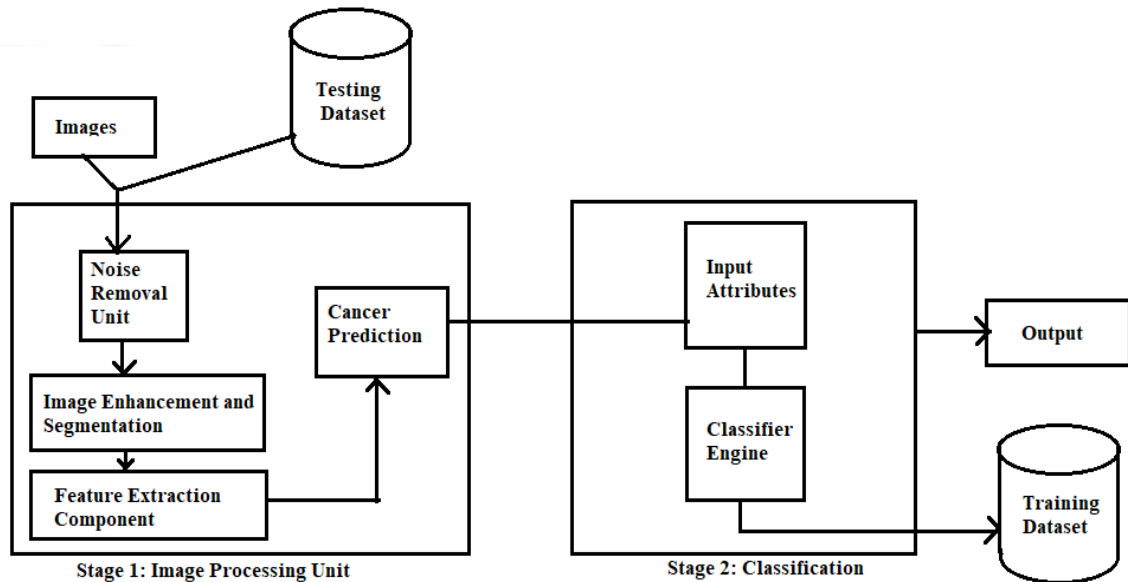 Testing
Dataset
Images
Noise
Removal
Unit
Image Enhancement and
Segmentation
Feature Extraction
Component
Cancer
Prediction
Stage 1: Image Processing Unit
Input
Attributes
Classifier
Engine
Stage 2: Classification
Output
Training
Dataset